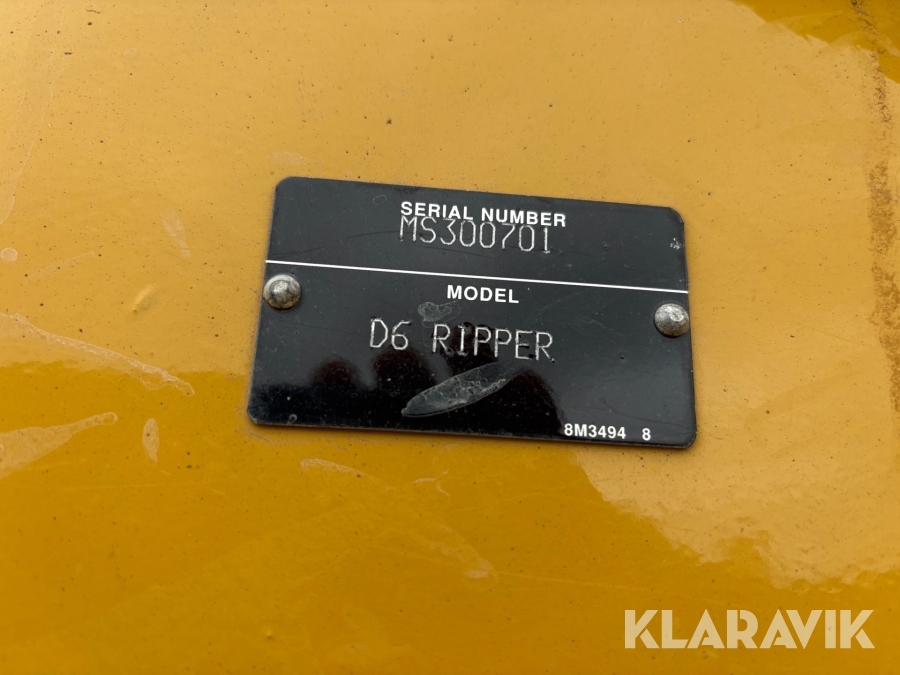 SERIAL NUMBER
MS300701
MODEL
D6 RIPPER
8M3494 8
KLARAVIK